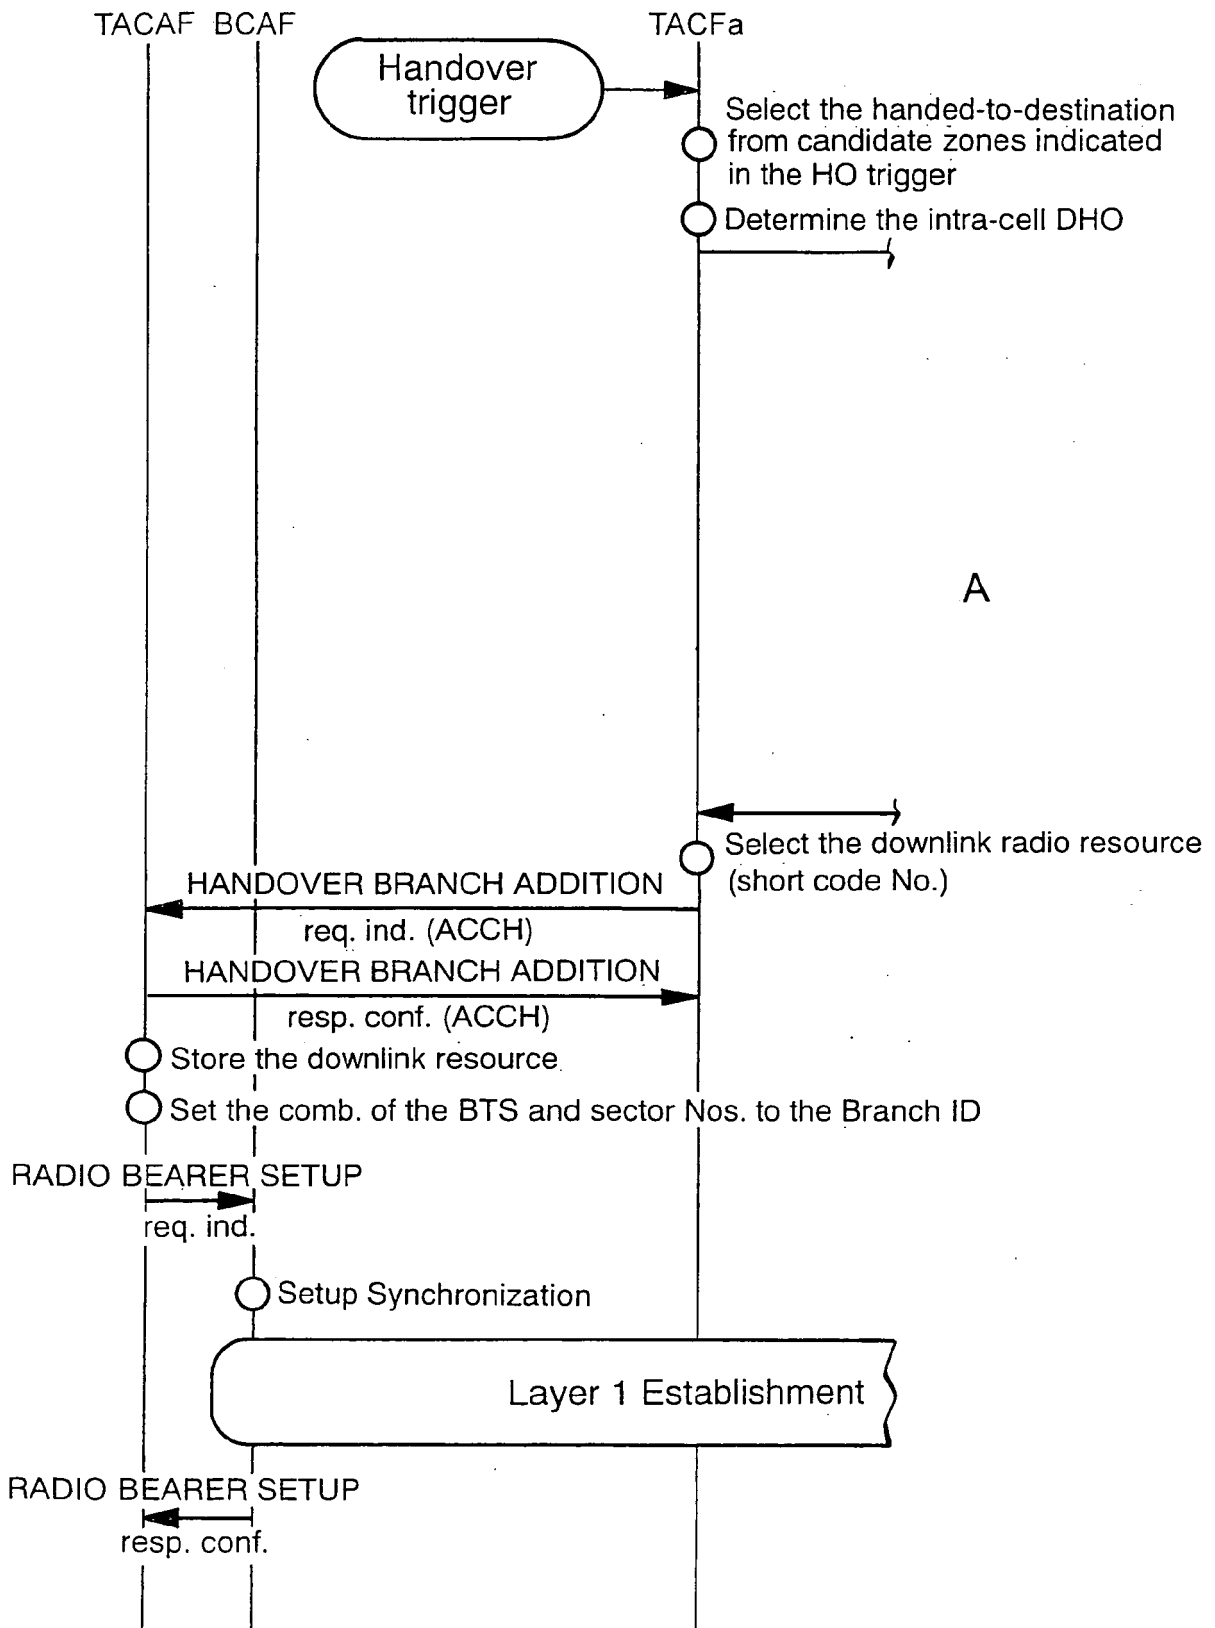 TACAF BCAF TACFa
Handover
trigger
Select the handed-to-destination
from candidate zones indicated
in the HO trigger
Determine the intra-cell DHO
A
Select the downlink radio resource
(short code No.)
HANDOVER BRANCH ADDITION
req. ind. (ACCH)
HANDOVER BRANCH ADDITION
resp. conf. (ACCH)
Store the downlink resource
Set the comb. of the BTS and sector Nos. to the Branch ID
RADIO BEARER SETUP
req. ind.
Setup Synchronization
Layer 1 Establishment
RADIO BEARER SETUP
resp. conf.